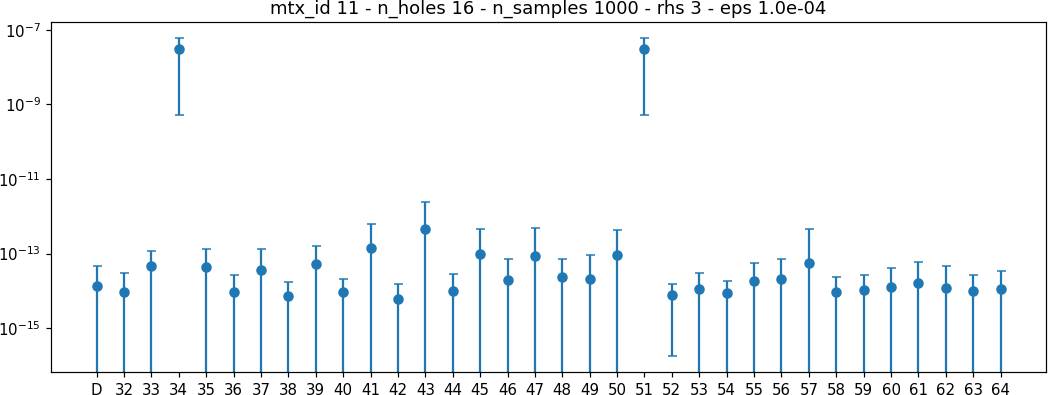 mtx_id 11 - n_holes 16 - n_samples 1000 - rhs 3 - eps 1.0e-04
10⁻⁷
10⁻⁹
10⁻¹¹
10⁻¹³
10⁻¹⁵
D 32 33 34 35 36 37 38 39 40 41 42 43 44 45 46 47 48 49 50 51 52 53 54 55 56 57 58 59 60 61 62 63 64